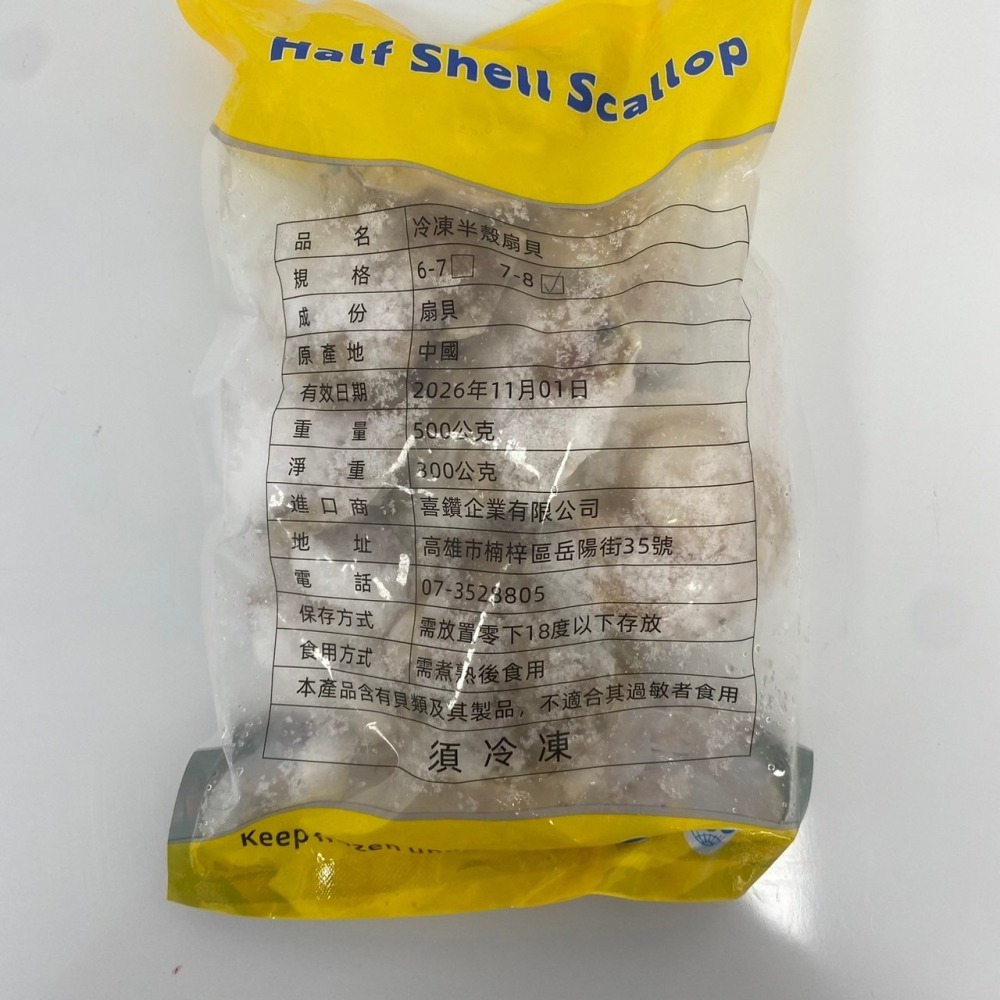 Half Shell Scallop
品名 冷凍半殼扇貝
規格 6-7☐ 7-8☑
成份 扇貝
原產地 中國
有效日期 2026年11月01日
重量 500公克
淨重 300公克
進口商 喜鑽企業有限公司
地址 高雄市楠梓區岳陽街35號
電話 07-3528805
保存方式 需放置零下18度以下存放
食用方式 需煮熟後食用
本產品含有貝類及其製品，不適合其過敏者食用
須冷凍
Keep frozen